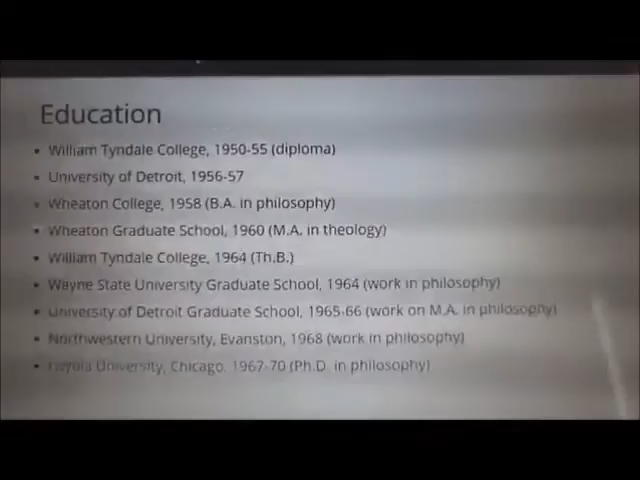 Education
• William Tyndale College, 1950-55 (diploma)
• University of Detroit, 1956-57
• Wheaton College, 1958 (B.A. in philosophy)
• Wheaton Graduate School, 1960 (M.A. in theology)
• William Tyndale College, 1964 (Th.B.)
• Wayne State University Graduate School, 1964 (work in philosophy)
• University of Detroit Graduate School, 1965-66 (work on M.A. in philosophy)
• Northwestern University, Evanston, 1968 (work in philosophy)
• Loyola University, Chicago, 1967-70 (Ph.D. in philosophy)